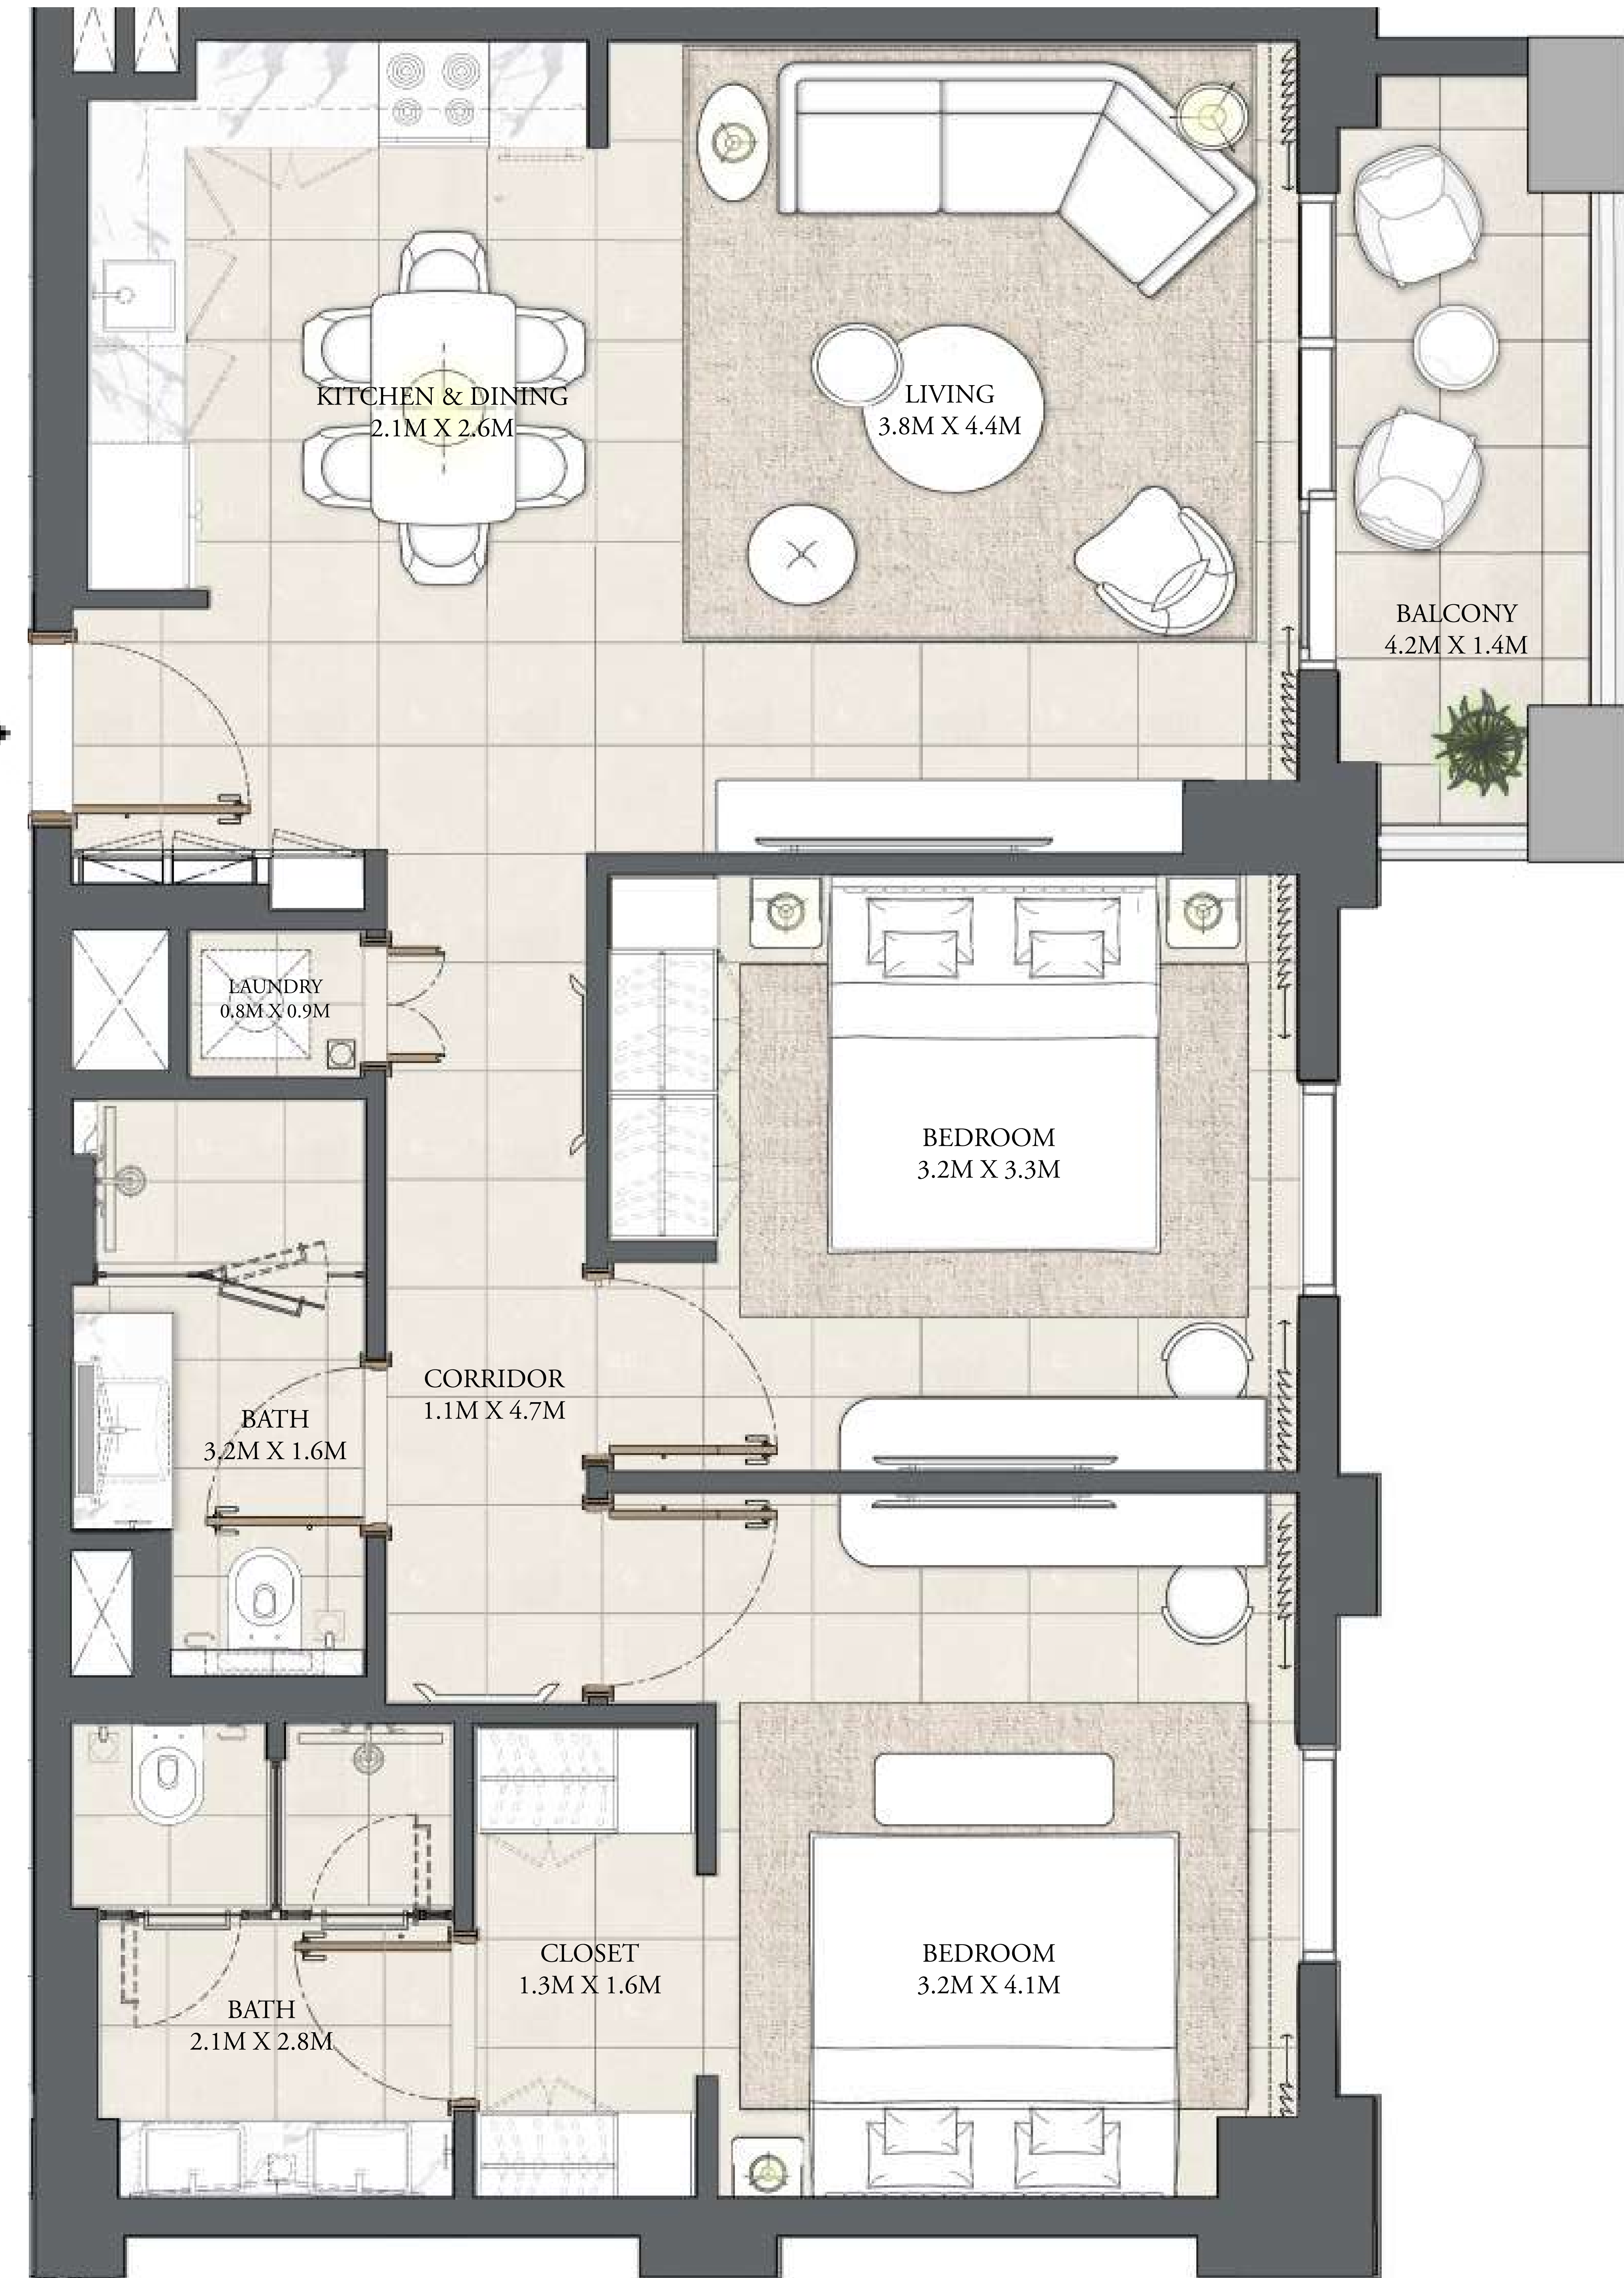 KITCHEN & DINING
2.1M X 2.6M
LIVING
3.8M X 4.4M
BALCONY
4.2M X 1.4M
LAUNDRY
0.8M X 0.9M
BEDROOM
3.2M X 3.3M
CORRIDOR
1.1M X 4.7M
BATH
3.2M X 1.6M
CLOSET
1.3M X 1.6M
BEDROOM
3.2M X 4.1M
BATH
2.1M X 2.8M